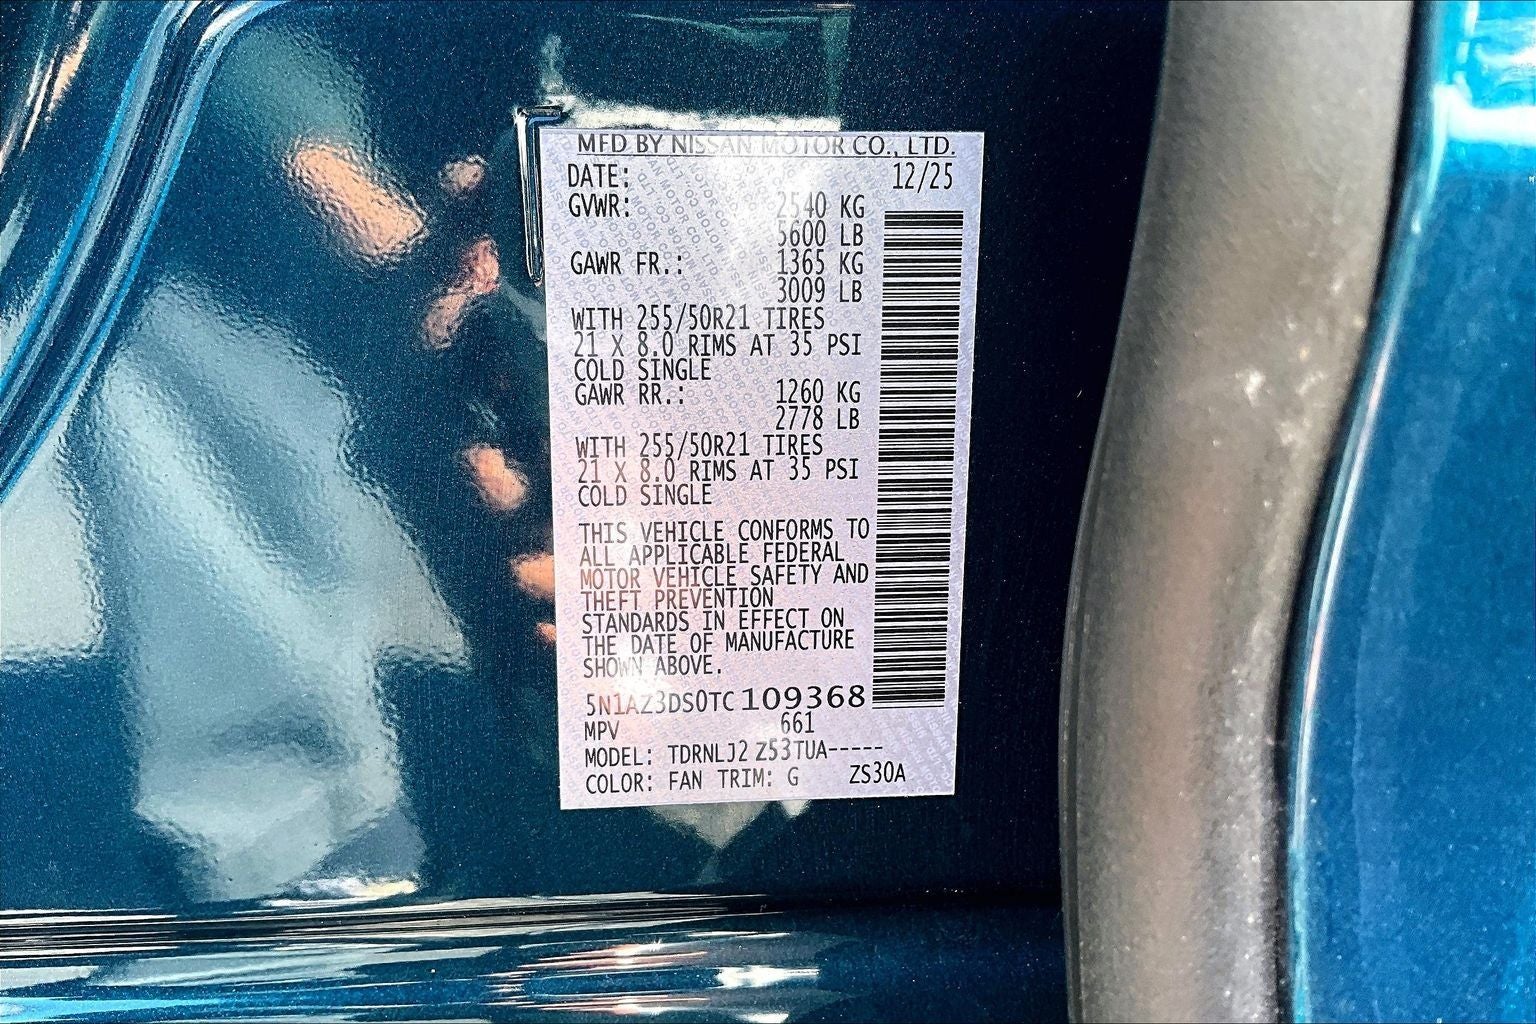 MFD BY NISSAN MOTOR CO., LTD.
DATE: 12/25
GVWR: 2540 KG
5600 LB
GAWR FR.: 1365 KG
3009 LB
WITH 255/50R21 TIRES
21 X 8.0 RIMS AT 35 PSI
COLD SINGLE
GAWR RR.: 1260 KG
2778 LB
WITH 255/50R21 TIRES
21 X 8.0 RIMS AT 35 PSI
COLD SINGLE
THIS VEHICLE CONFORMS TO
ALL APPLICABLE FEDERAL
MOTOR VEHICLE SAFETY AND
THEFT PREVENTION
STANDARDS IN EFFECT ON
THE DATE OF MANUFACTURE
SHOWN ABOVE.
5N1AZ3DS0TC109368
MPV 661
MODEL: TDRNLJ2 Z53TUA-----
COLOR: FAN TRIM: G ZS30A